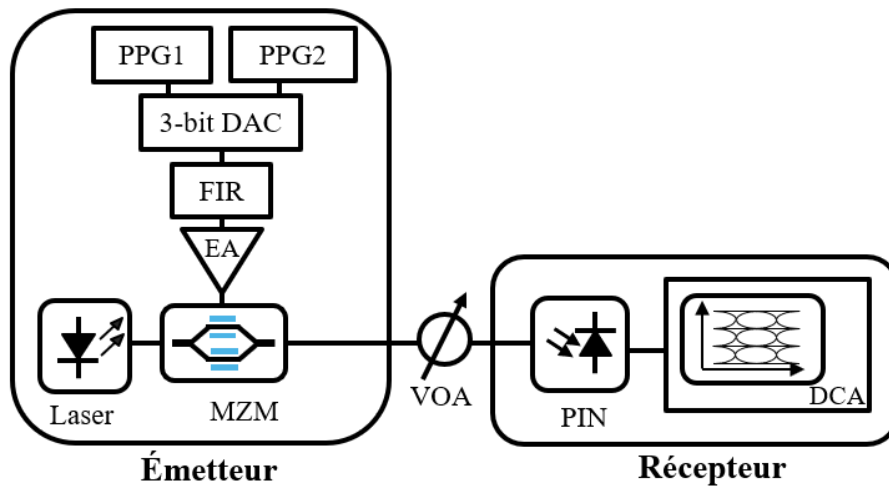 PPG1
PPG2
3-bit DAC
FIR
EA
Laser
MZM
VOA
PIN
DCA
Émetteur
Récepteur